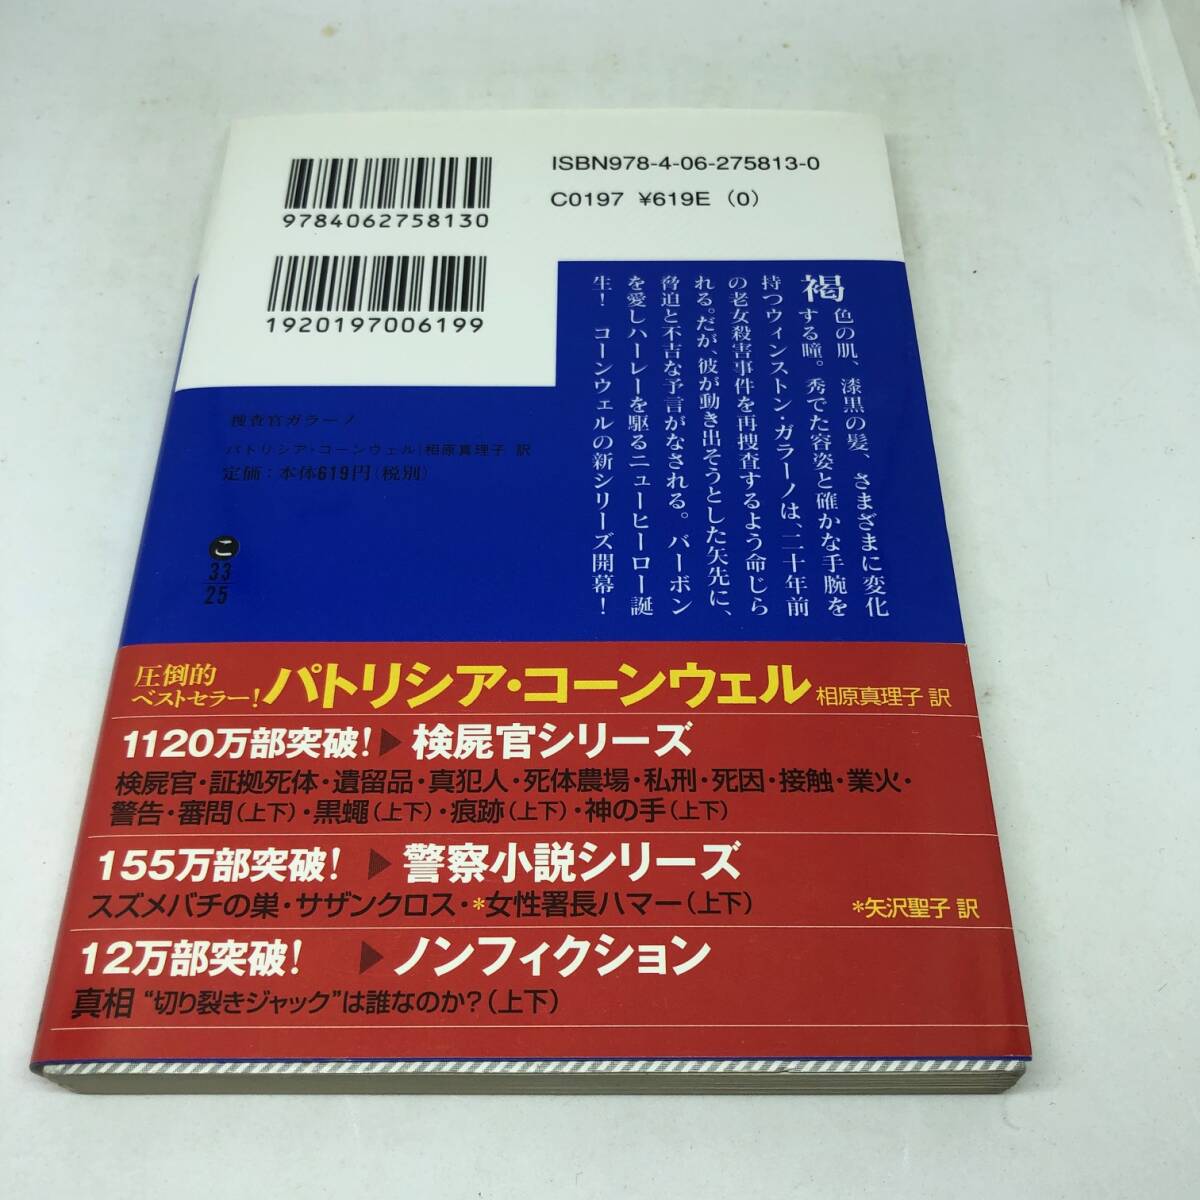 ISBN978-4-06-275813-0
C0197 ¥619E (0)
9784062758130
1920197006199
褐色の肌、漆黒の髪、さまざまに変化
する瞳。秀でた容姿と確かな手腕を
持つウィンストン・ガラーノは、二十年前
の老女殺害事件を再捜査するよう命じら
れる。だが、彼が動き出そうとした矢先に、
脅迫と不吉な予言がなされる。バーボン
を愛しハーレーを駆るニューヒーロー誕
生! コーンウェルの新シリーズ開幕!
捜査官ガラーノ
パトリシア・コーンウェル|相原真理子 訳
定価:本体619円(税別)
こ
33
25
圧倒的
ベストセラー!
パトリシア・コーンウェル 相原真理子 訳
1120万部突破! ▶ 検屍官シリーズ
検屍官・証拠死体・遺留品・真犯人・死体農場・私刑・死因・接触・業火・
警告・審問(上下)・黒蠅(上下)・痕跡(上下)・神の手(上下)
155万部突破! ▶ 警察小説シリーズ
スズメバチの巣・サザンクロス・*女性署長ハマー(上下) *矢沢聖子 訳
12万部突破! ▶ ノンフィクション
真相 “切り裂きジャック”は誰なのか?(上下)